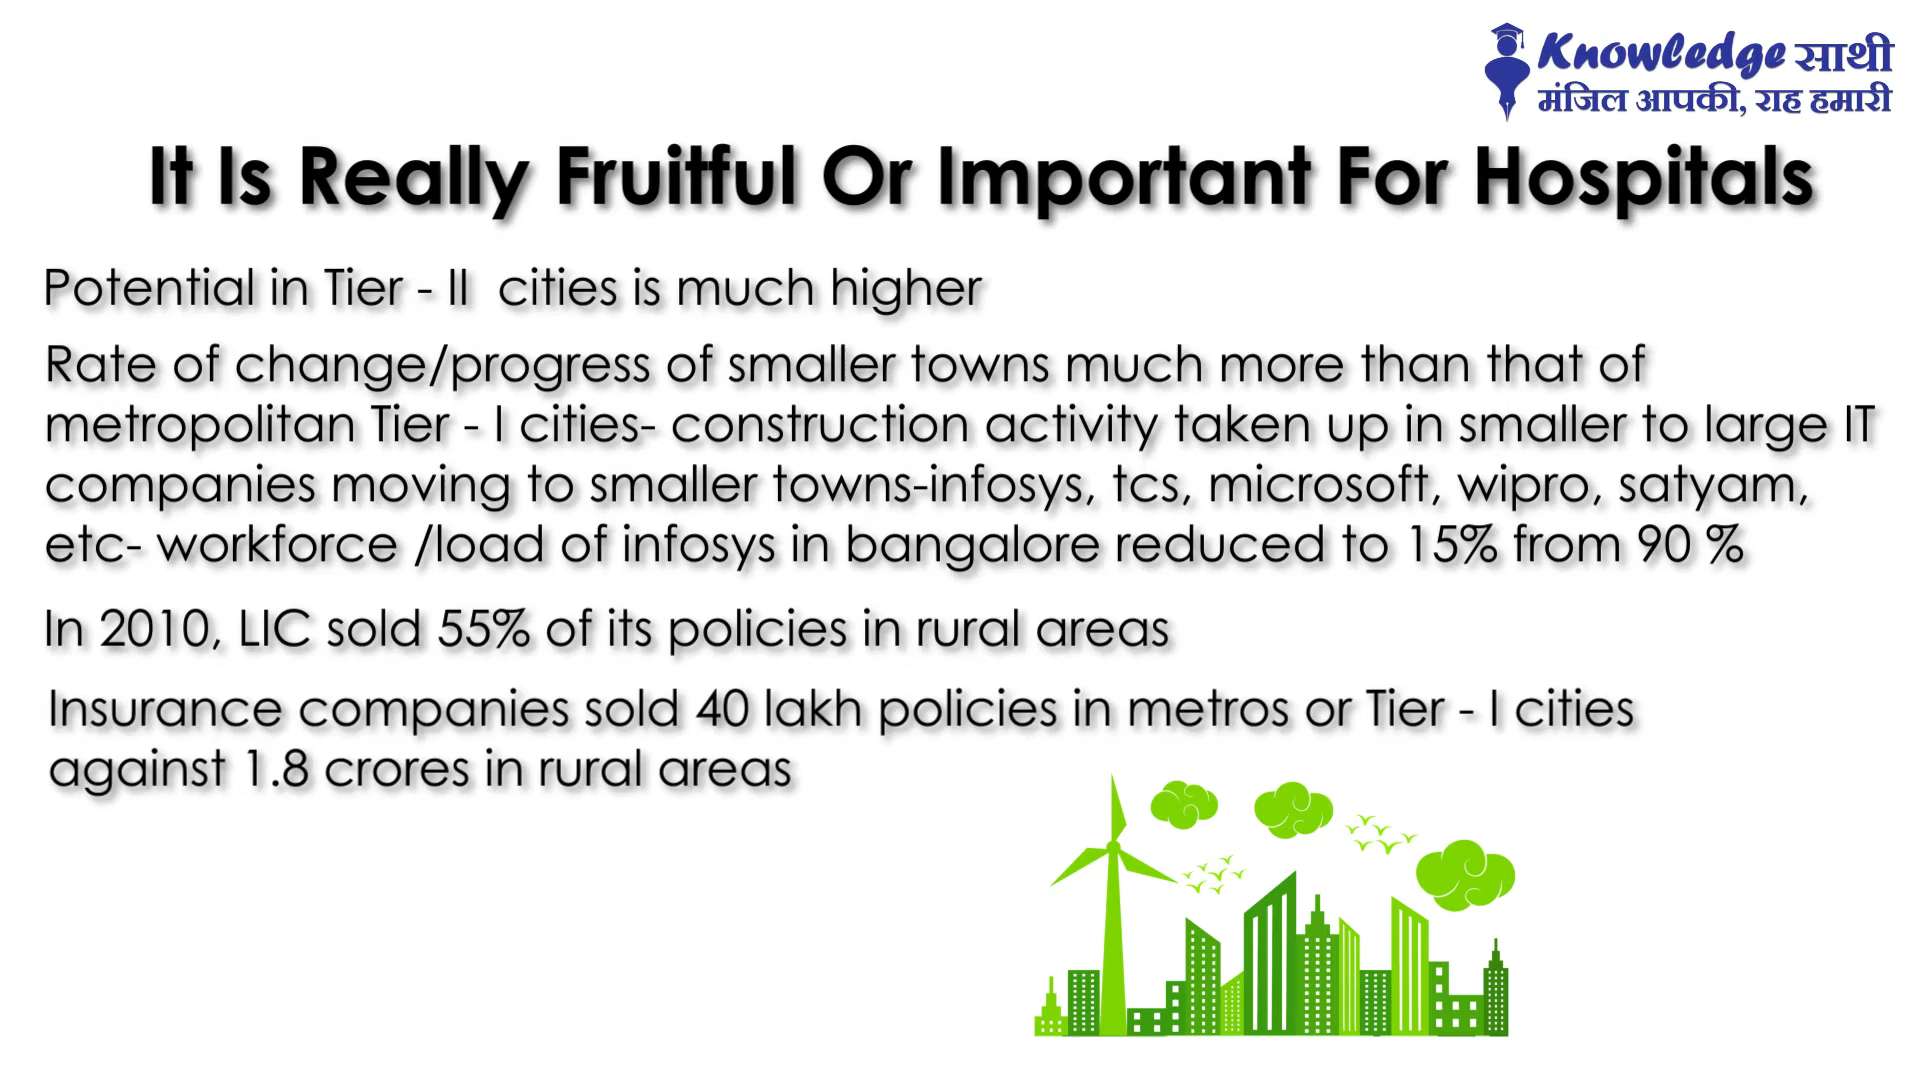 Knowledge साथी
मंजिल आपकी, राह हमारी
It Is Really Fruitful Or Important For Hospitals
Potential in Tier - II cities is much higher
Rate of change/progress of smaller towns much more than that of
metropolitan Tier - I cities- construction activity taken up in smaller to large IT
companies moving to smaller towns-infosys, tcs, microsoft, wipro, satyam,
etc- workforce /load of infosys in bangalore reduced to 15% from 90 %
In 2010, LIC sold 55% of its policies in rural areas
Insurance companies sold 40 lakh policies in metros or Tier - I cities
against 1.8 crores in rural areas